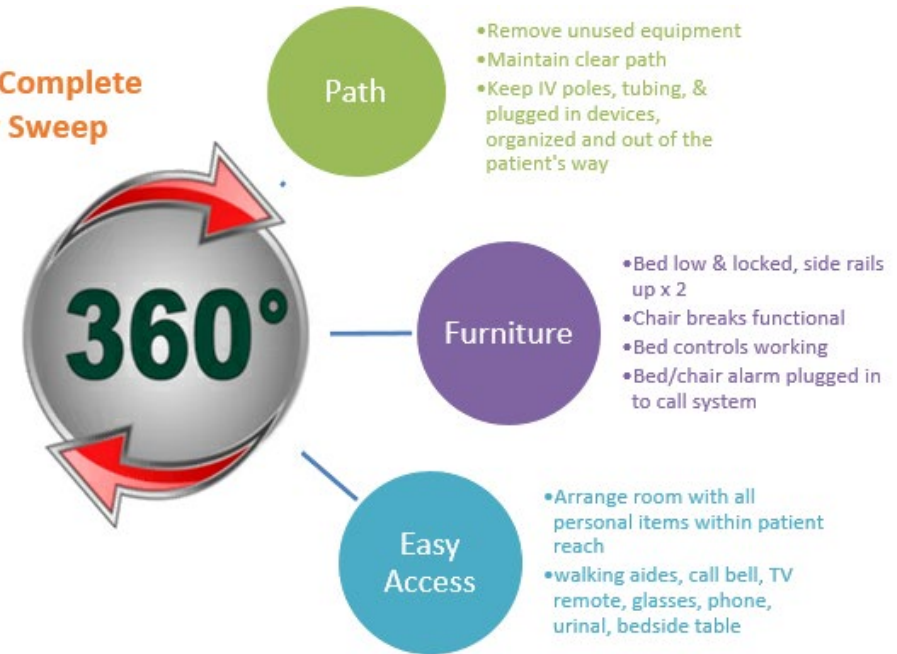 Complete
Sweep
360°
Path
•Remove unused equipment
•Maintain clear path
•Keep IV poles, tubing, &
plugged in devices,
organized and out of the
patient's way
Furniture
•Bed low & locked, side rails
up x 2
•Chair breaks functional
•Bed controls working
•Bed/chair alarm plugged in
to call system
Easy
Access
•Arrange room with all
personal items within patient
reach
•walking aides, call bell, TV
remote, glasses, phone,
urinal, bedside table